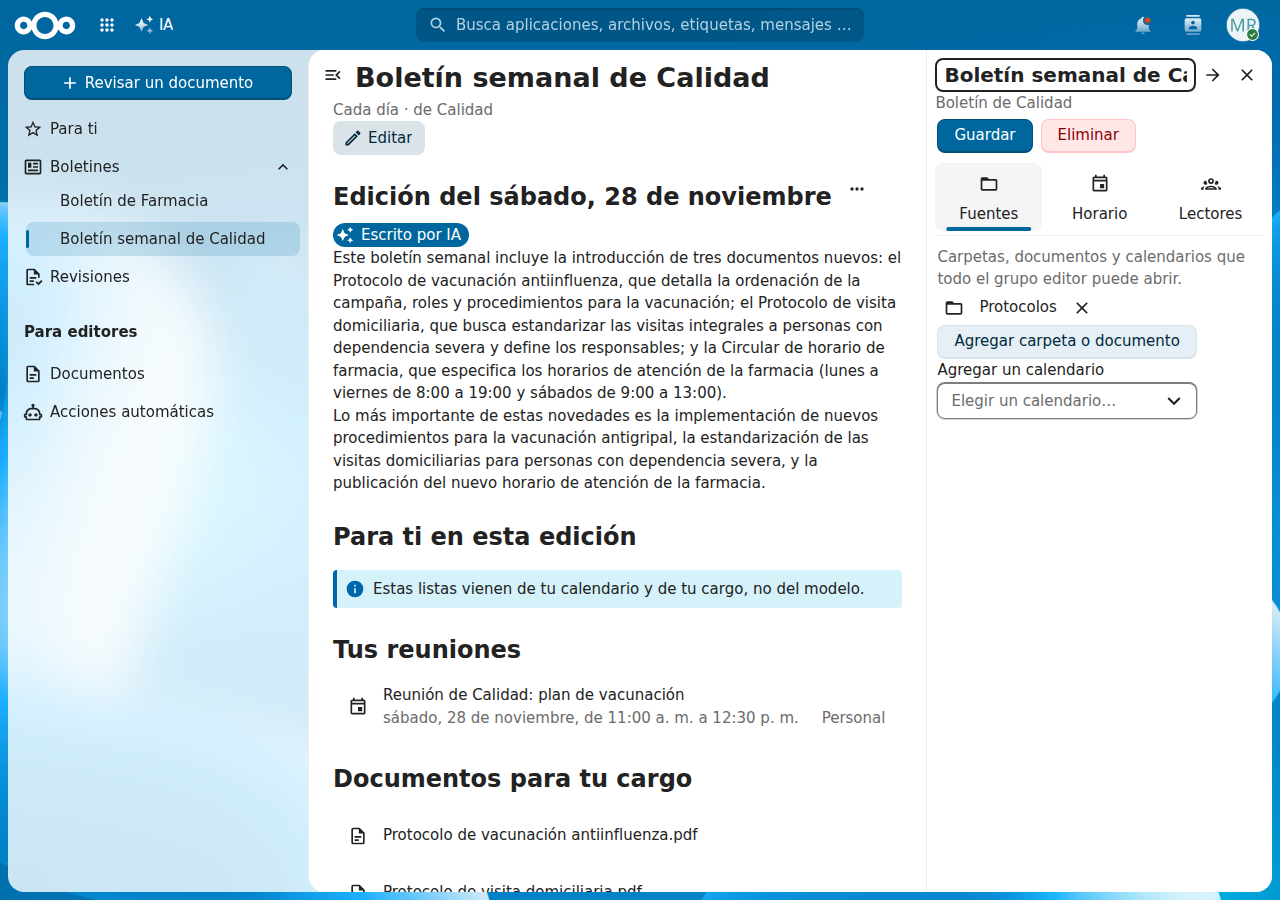 IA
Busca aplicaciones, archivos, etiquetas, mensajes …
MR
Revisar un documento
Para ti
Boletines
Boletín de Farmacia
Boletín semanal de Calidad
Revisiones
Para editores
Documentos
Acciones automáticas
Boletín semanal de Calidad
Cada día · de Calidad
Editar
Edición del sábado, 28 de noviembre
Escrito por IA
Este boletín semanal incluye la introducción de tres documentos nuevos: el
Protocolo de vacunación antiinfluenza, que detalla la ordenación de la
campaña, roles y procedimientos para la vacunación; el Protocolo de visita
domiciliaria, que busca estandarizar las visitas integrales a personas con
dependencia severa y define los responsables; y la Circular de horario de
farmacia, que especifica los horarios de atención de la farmacia (lunes a
viernes de 8:00 a 19:00 y sábados de 9:00 a 13:00).
Lo más importante de estas novedades es la implementación de nuevos
procedimientos para la vacunación antigripal, la estandarización de las
visitas domiciliarias para personas con dependencia severa, y la
publicación del nuevo horario de atención de la farmacia.
Para ti en esta edición
Estas listas vienen de tu calendario y de tu cargo, no del modelo.
Tus reuniones
Reunión de Calidad: plan de vacunación
sábado, 28 de noviembre, de 11:00 a. m. a 12:30 p. m. Personal
Documentos para tu cargo
Protocolo de vacunación antiinfluenza.pdf
Protocolo de visita domiciliaria.pdf
Boletín semanal de Ca
Boletín de Calidad
Guardar
Eliminar
Fuentes
Horario
Lectores
Carpetas, documentos y calendarios que
todo el grupo editor puede abrir.
Protocolos
Agregar carpeta o documento
Agregar un calendario
Elegir un calendario…